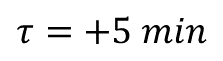 τ = +5 min